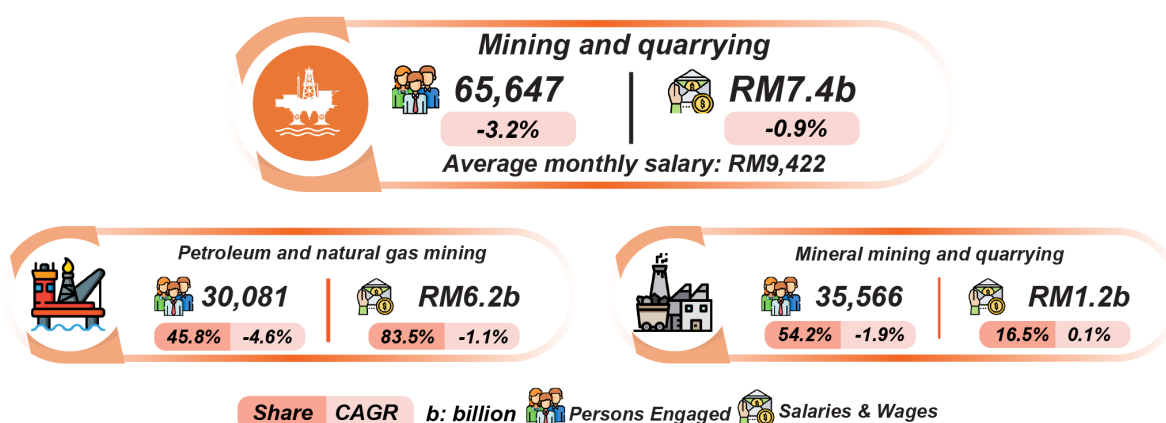 Mining and quarrying
65,647
RM7.4b
-3.2%
-0.9%
Average monthly salary: RM9,422
Petroleum and natural gas mining
30,081
RM6.2b
45.8% -4.6%
83.5% -1.1%
Mineral mining and quarrying
35,566
RM1.2b
54.2% -1.9%
16.5% 0.1%
Share CAGR b: billion Persons Engaged Salaries & Wages